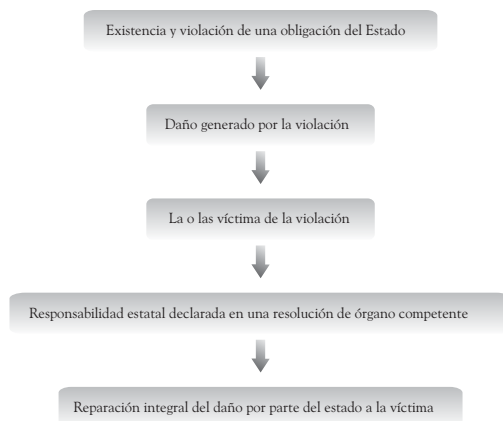 Existencia y violación de una obligación del Estado
Daño generado por la violación
La o las víctima de la violación
Responsabilidad estatal declarada en una resolución de órgano competente
Reparación integral del daño por parte del estado a la víctima